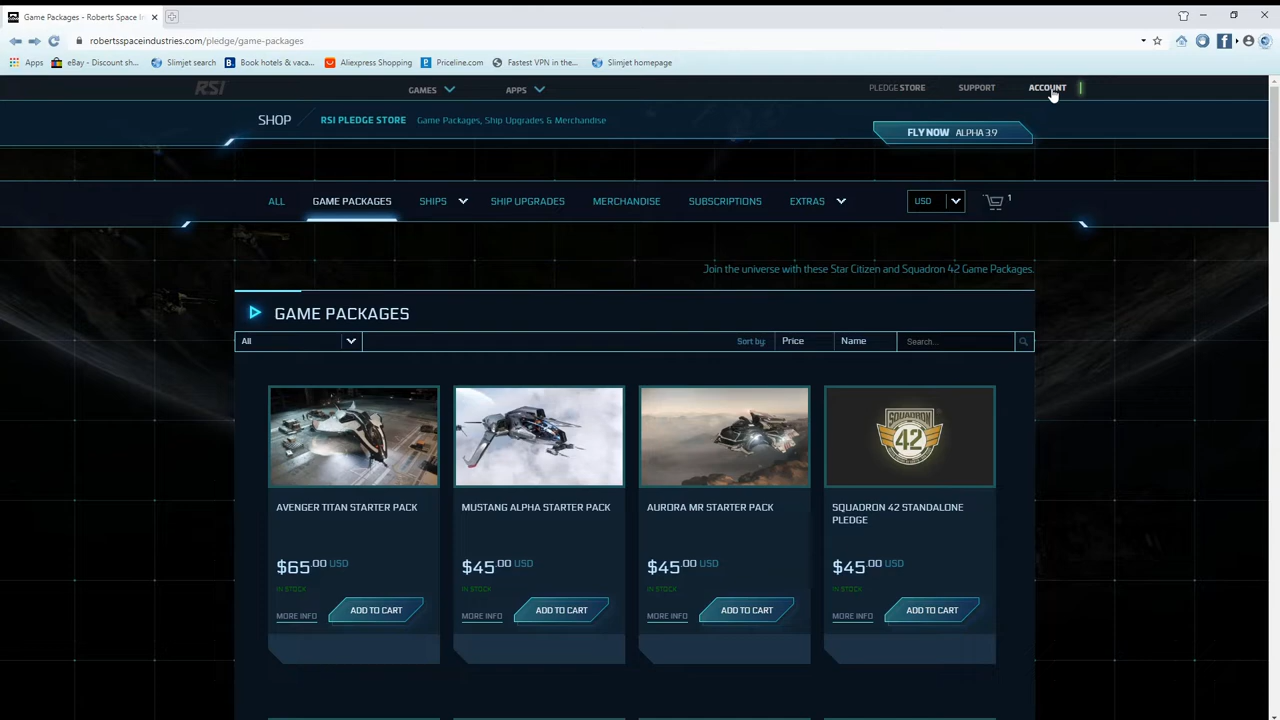 Game Packages - Roberts Space In
robertsspaceindustries.com/pledge/game-packages
Apps
eBay - Discount sh...
Slimjet search
Book hotels & vaca...
Aliexpress Shopping
Priceline.com
Fastest VPN in the...
Slimjet homepage
RSI
GAMES
APPS
PLEDGE STORE
SUPPORT
ACCOUNT
SHOP
RSI PLEDGE STORE
Game Packages, Ship Upgrades & Merchandise
FLY NOW ALPHA 3.9
ALL
GAME PACKAGES
SHIPS
SHIP UPGRADES
MERCHANDISE
SUBSCRIPTIONS
EXTRAS
USD
1
Join the universe with these Star Citizen and Squadron 42 Game Packages.
GAME PACKAGES
All
Sort by:
Price
Name
Search...
SQUADRON
42
AVENGER TITAN STARTER PACK
$65.00 USD
IN STOCK
MORE INFO
ADD TO CART
MUSTANG ALPHA STARTER PACK
$45.00 USD
IN STOCK
MORE INFO
ADD TO CART
AURORA MR STARTER PACK
$45.00 USD
IN STOCK
MORE INFO
ADD TO CART
SQUADRON 42 STANDALONE
PLEDGE
$45.00 USD
IN STOCK
MORE INFO
ADD TO CART